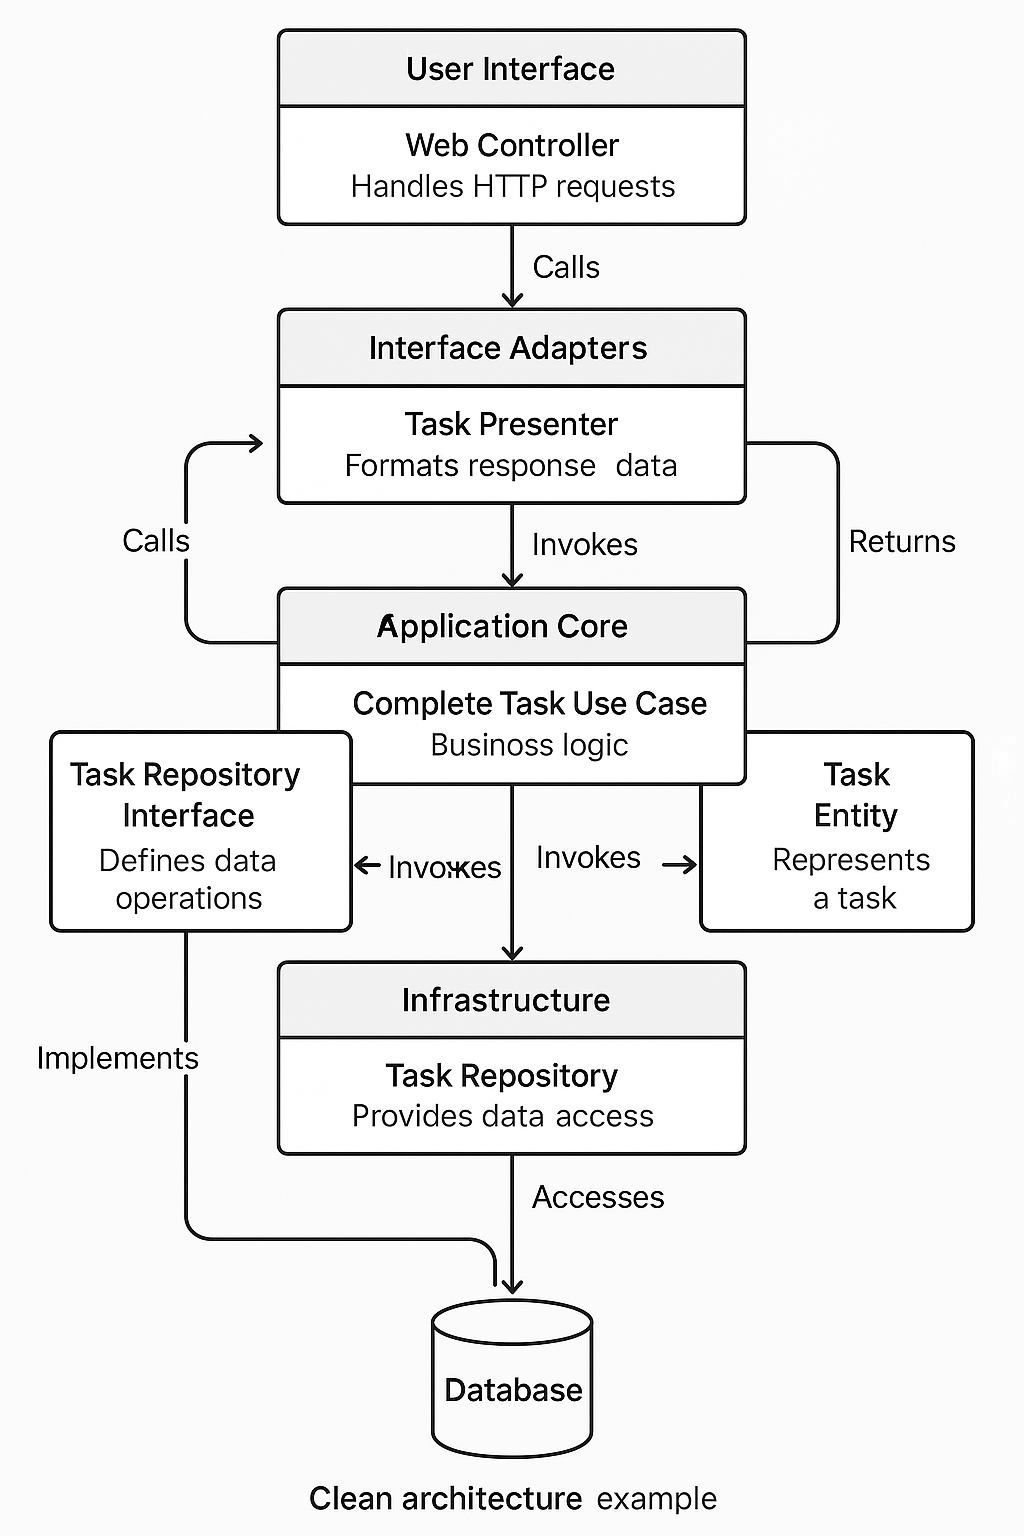 User Interface
Web Controller
Handles HTTP requests
Calls
Interface Adapters
Task Presenter
Formats response data
Calls
Invokes
Returns
Application Core
Complete Task Use Case
Businoss logic
Task Repository
Interface
Defines data
operations
Task
Entity
Represents
a task
Invoжes
Invokes
Infrastructure
Task Repository
Provides data access
Implements
Accesses
Database
Clean architecture example